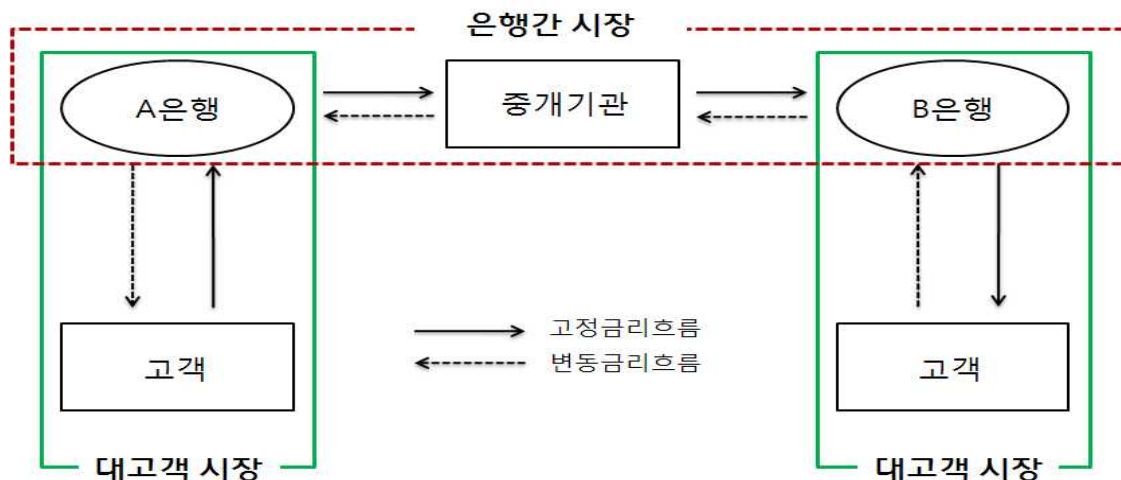 은행간 시장
A은행
중개기관
B은행
고정금리흐름
변동금리흐름
고객
고객
대고객 시장
대고객 시장